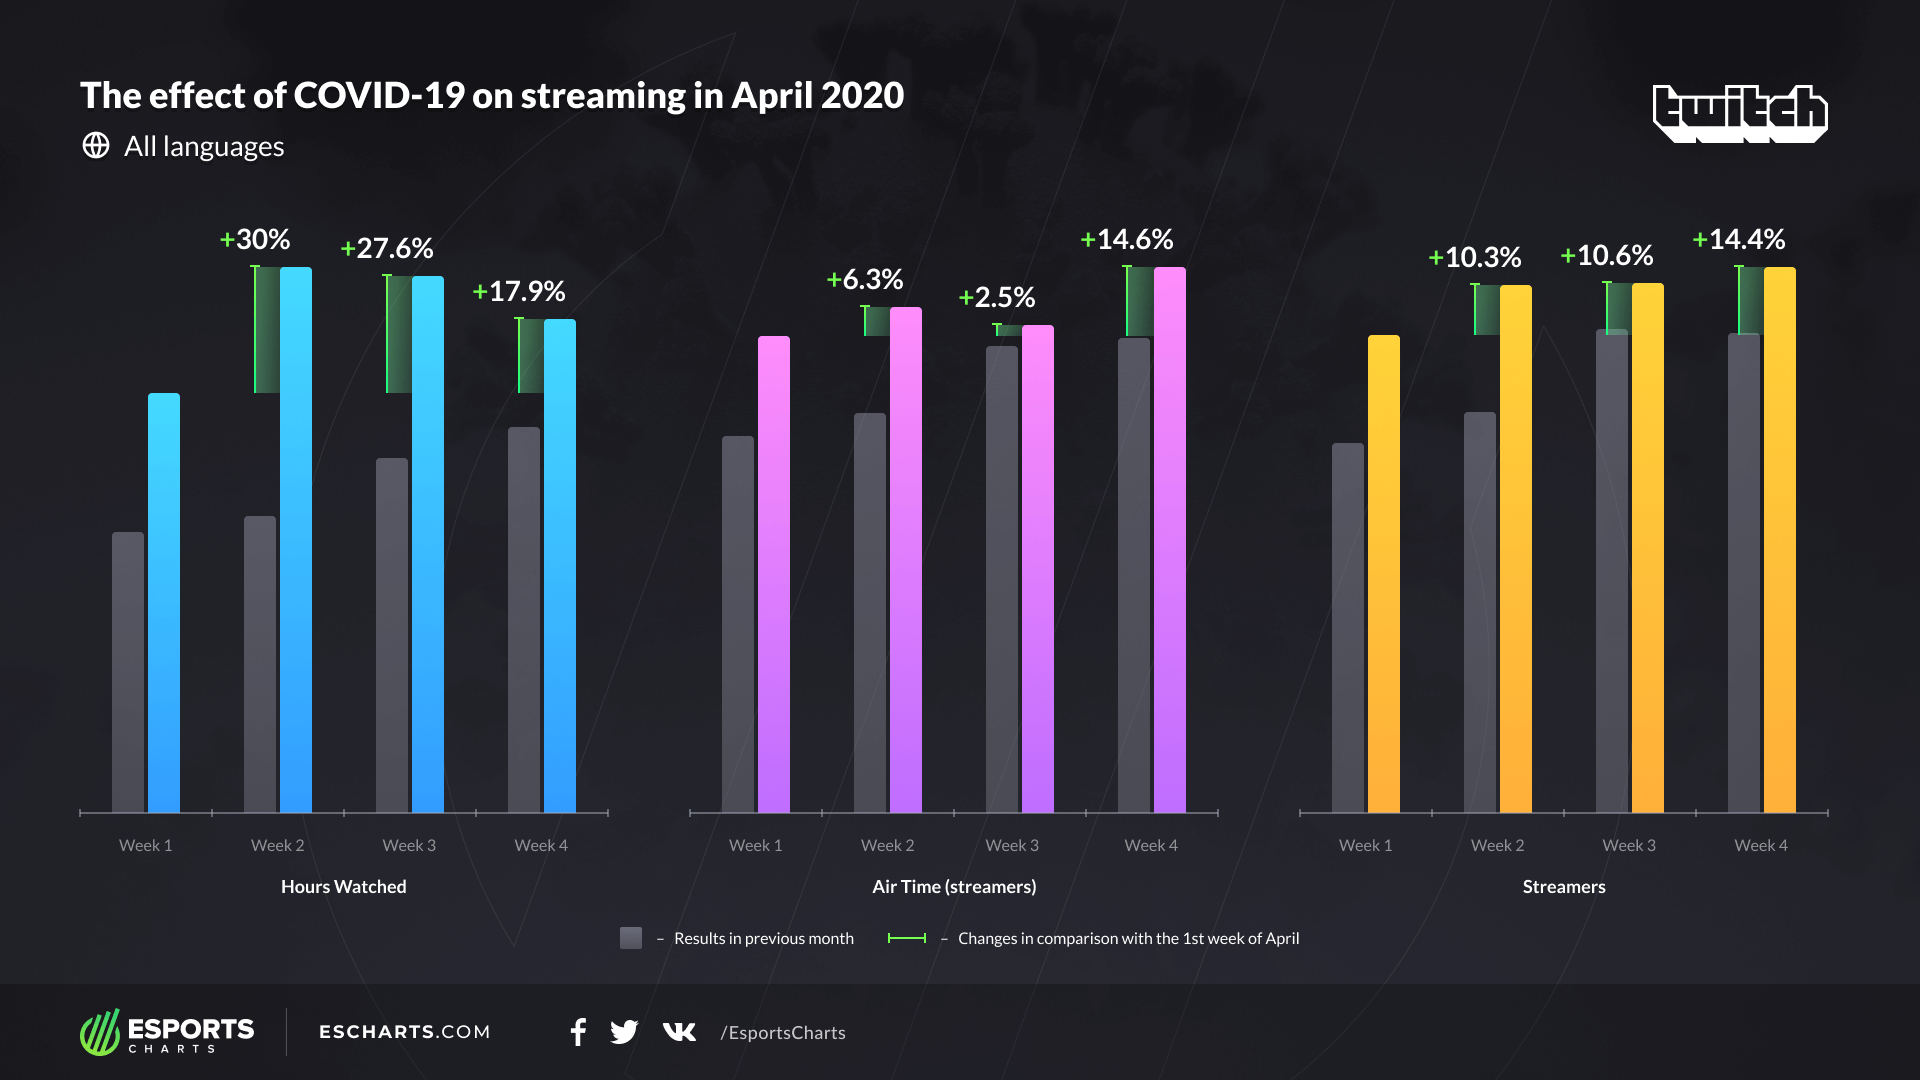 The effect of COVID-19 on streaming in April 2020
All languages
twitch
+30%
+27.6%
+17.9%
Week 1
Week 2
Week 3
Week 4
Hours Watched
+6.3%
+2.5%
+14.6%
Week 1
Week 2
Week 3
Week 4
Air Time (streamers)
+10.3%
+10.6%
+14.4%
Week 1
Week 2
Week 3
Week 4
Streamers
– Results in previous month
– Changes in comparison with the 1st week of April
ESPORTS
CHARTS
ESCHARTS.COM
/EsportsCharts